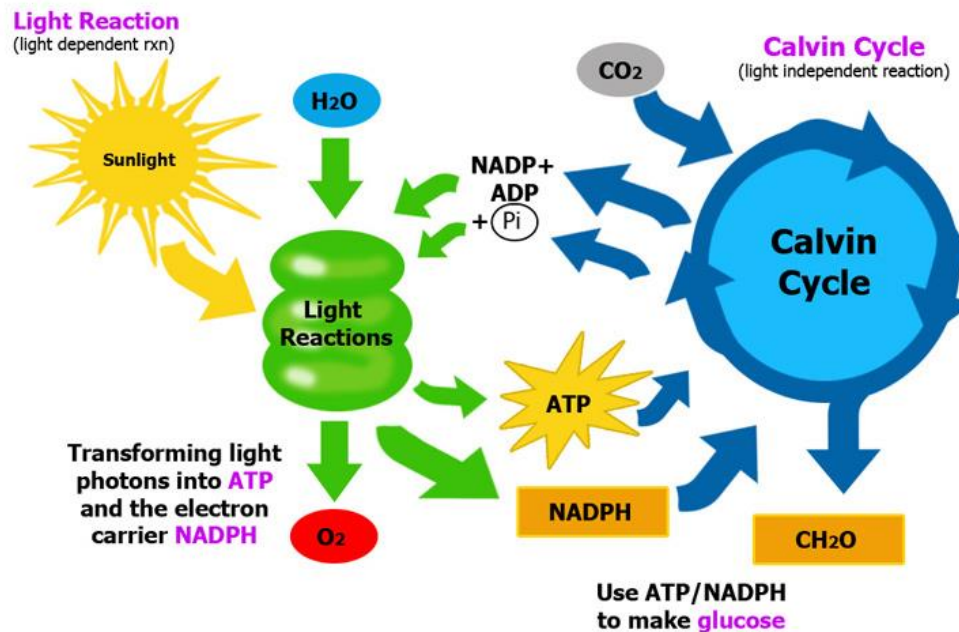 Light Reaction
(light dependent rxn)
Sunlight
H₂O
CO₂
Calvin Cycle
(light independent reaction)
NADP+
ADP
+ Pi
Light
Reactions
Calvin
Cycle
ATP
NADPH
Transforming light
photons into ATP
and the electron
carrier NADPH
O₂
CH₂O
Use ATP/NADPH
to make glucose